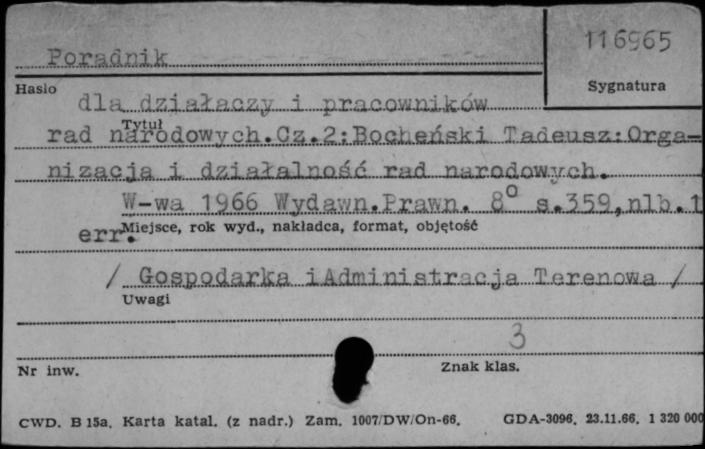 116965
Poradnik
Hasło
Sygnatura
dla działaczy i pracowników
Tytuł
rad narodowych.Cz.2:Bocheński Tadeusz:Orga-
nizacja i działalność rad narodowych.
W-wa 1966 Wydawn.Prawn. 8° s.359,nlb.1
err.
Miejsce, rok wyd., nakładca, format, objętość
/ Gospodarka iAdministracja Terenowa /
Uwagi
3
Nr inw.
Znak klas.
CWD. B 15a. Karta katal. (z nadr.) Zam. 1007/DW/On-66. GDA-3096. 23.11.66. 1 320 000